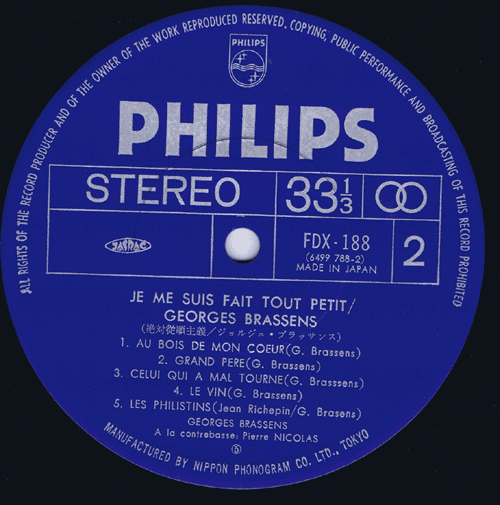 ALL RIGHTS OF THE RECORD PRODUCER AND OF THE OWNER OF THE WORK REPRODUCED RESERVED. COPYING, PUBLIC PERFORMANCE AND BROADCASTING OF THIS RECORD PROHIBITED
PHILIPS
PHILIPS
STEREO 33 1/3
JASRAC FDX-188 2
(6499 788-2)
MADE IN JAPAN
JE ME SUIS FAIT TOUT PETIT/
GEORGES BRASSENS
(絶対従順主義/ジョルジュ・ブラッサンス)
1. AU BOIS DE MON COEUR(G. Brassens)
2. GRAND PERE(G. Brassens)
3. CELUI QUI A MAL TOURNE(G. Brasssens)
4. LE VIN(G. Brassens)
5. LES PHILISTINS(Jean Richepin/G. Brasens)
GEORGES BRASSENS
A la contrebasse: Pierre NICOLAS
Ⓢ
MANUFACTURED BY NIPPON PHONOGRAM CO. LTD., TOKYO